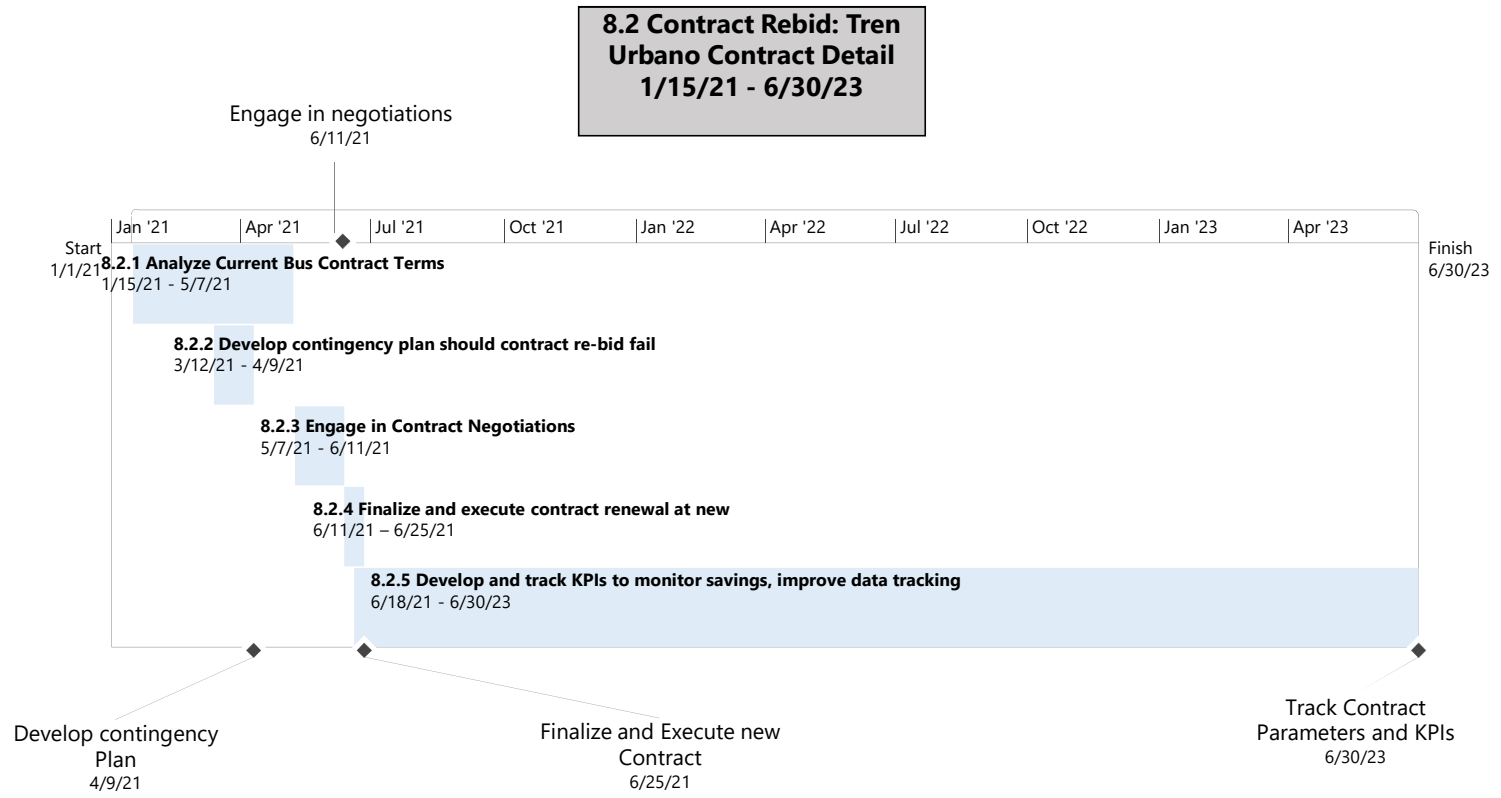 8.2 Contract Rebid: Tren
Urbano Contract Detail
1/15/21 - 6/30/23
Engage in negotiations
6/11/21
Jan '21
Apr '21
Jul '21
Oct '21
Jan '22
Apr '22
Jul '22
Oct '22
Jan '23
Apr '23
Start
1/1/21
Finish
6/30/23
8.2.1 Analyze Current Bus Contract Terms
1/15/21 - 5/7/21
8.2.2 Develop contingency plan should contract re-bid fail
3/12/21 - 4/9/21
8.2.3 Engage in Contract Negotiations
5/7/21 - 6/11/21
8.2.4 Finalize and execute contract renewal at new
6/11/21 – 6/25/21
8.2.5 Develop and track KPIs to monitor savings, improve data tracking
6/18/21 - 6/30/23
Develop contingency
Plan
4/9/21
Finalize and Execute new
Contract
6/25/21
Track Contract
Parameters and KPIs
6/30/23